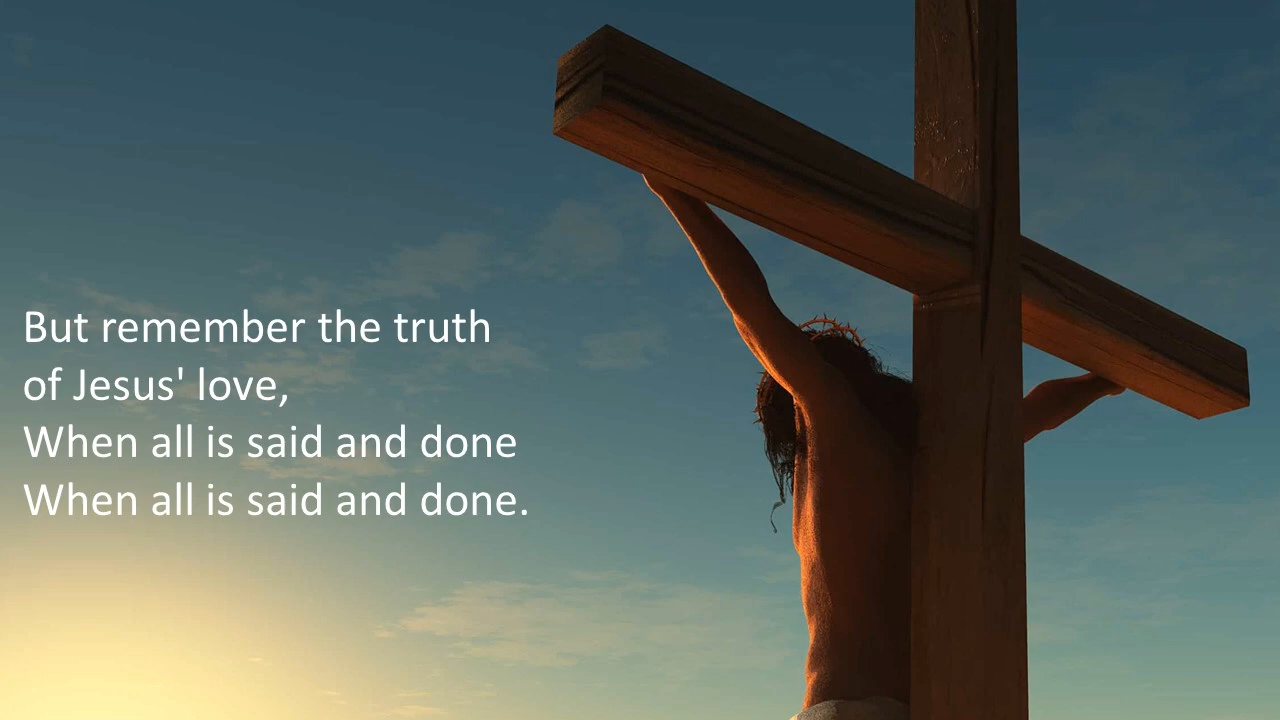 But remember the truth
of Jesus' love,
When all is said and done
When all is said and done.